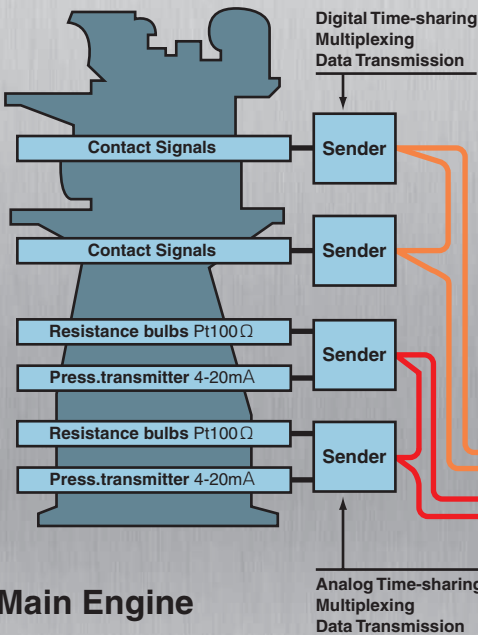 Digital Time-sharing
Multiplexing
Data Transmission
Contact Signals
Sender
Contact Signals
Sender
Resistance bulbs Pt100Ω
Press.transmitter 4-20mA
Sender
Resistance bulbs Pt100Ω
Press.transmitter 4-20mA
Sender
Main Engine
Analog Time-sharing
Multiplexing
Data Transmission